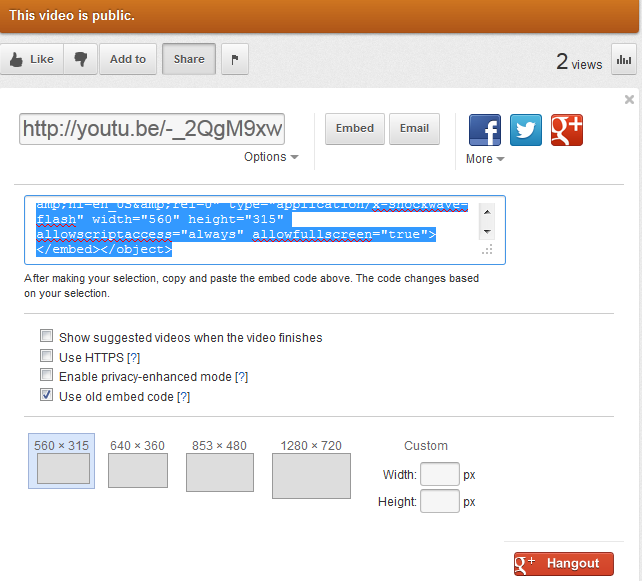 This video is public.
Like Add to Share 2 views
http://youtu.be/-_2QgM9xw Embed Email
Options More
amp;hl=en_US&amp;rel=0" type="application/x-shockwave-
flash" width="560" height="315"
allowscriptaccess="always" allowfullscreen="true">
</embed></object>
After making your selection, copy and paste the embed code above. The code changes based
on your selection.
Show suggested videos when the video finishes
Use HTTPS [?]
Enable privacy-enhanced mode [?]
Use old embed code [?]
560 × 315 640 × 360 853 × 480 1280 × 720 Custom
Width: px
Height: px
g+ Hangout